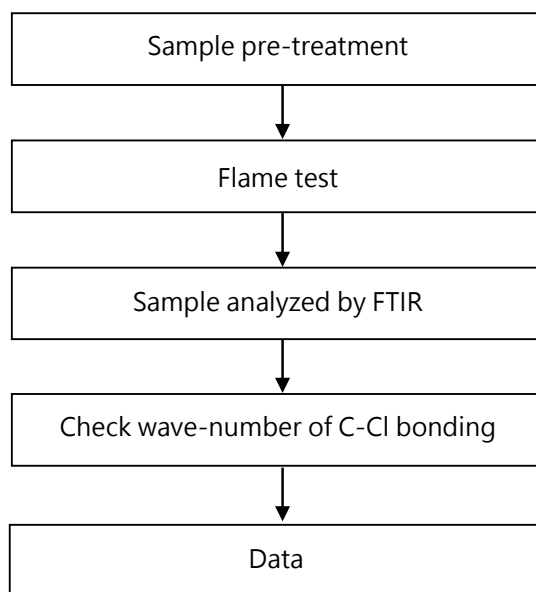 Sample pre-treatment
Flame test
Sample analyzed by FTIR
Check wave-number of C-Cl bonding
Data